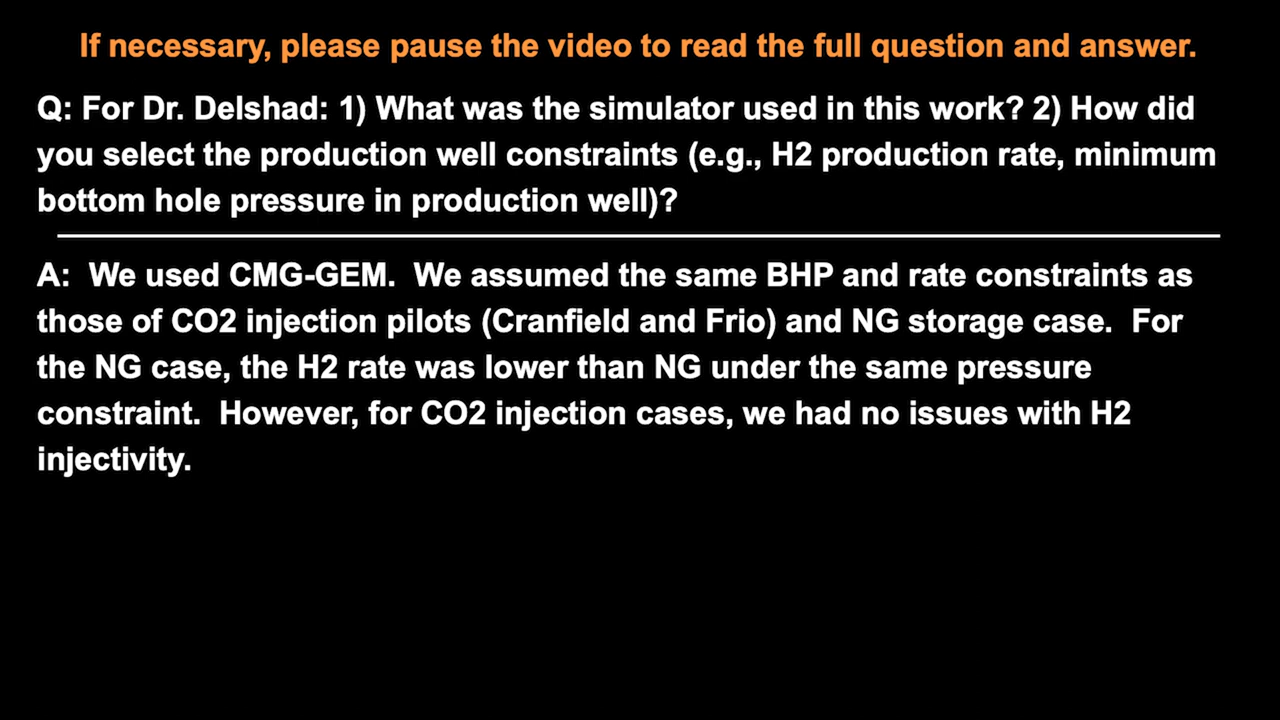 If necessary, please pause the video to read the full question and answer.
Q: For Dr. Delshad: 1) What was the simulator used in this work? 2) How did
you select the production well constraints (e.g., H2 production rate, minimum
bottom hole pressure in production well)?
A:  We used CMG-GEM.  We assumed the same BHP and rate constraints as
those of CO2 injection pilots (Cranfield and Frio) and NG storage case.  For
the NG case, the H2 rate was lower than NG under the same pressure
constraint.  However, for CO2 injection cases, we had no issues with H2
injectivity.